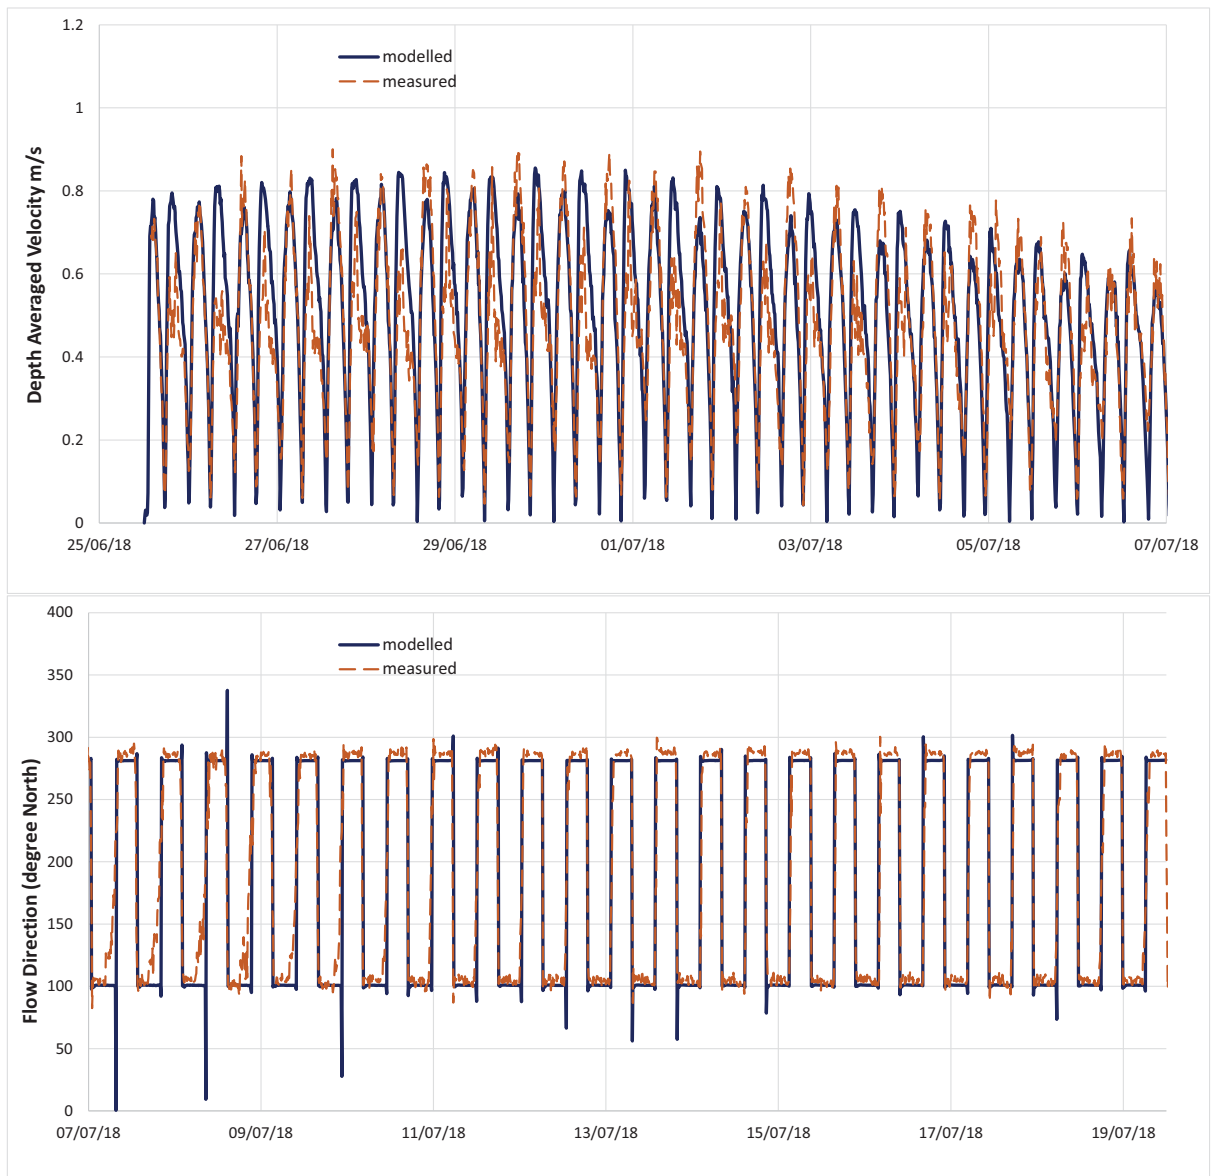 1.2
1
0.8
0.6
0.4
0.2
0
Depth Averaged Velocity m/s
modelled
measured
25/06/18 27/06/18 29/06/18 01/07/18 03/07/18 05/07/18 07/07/18
400
350
300
250
200
150
100
50
0
Flow Direction (degree North)
modelled
measured
07/07/18 09/07/18 11/07/18 13/07/18 15/07/18 17/07/18 19/07/18